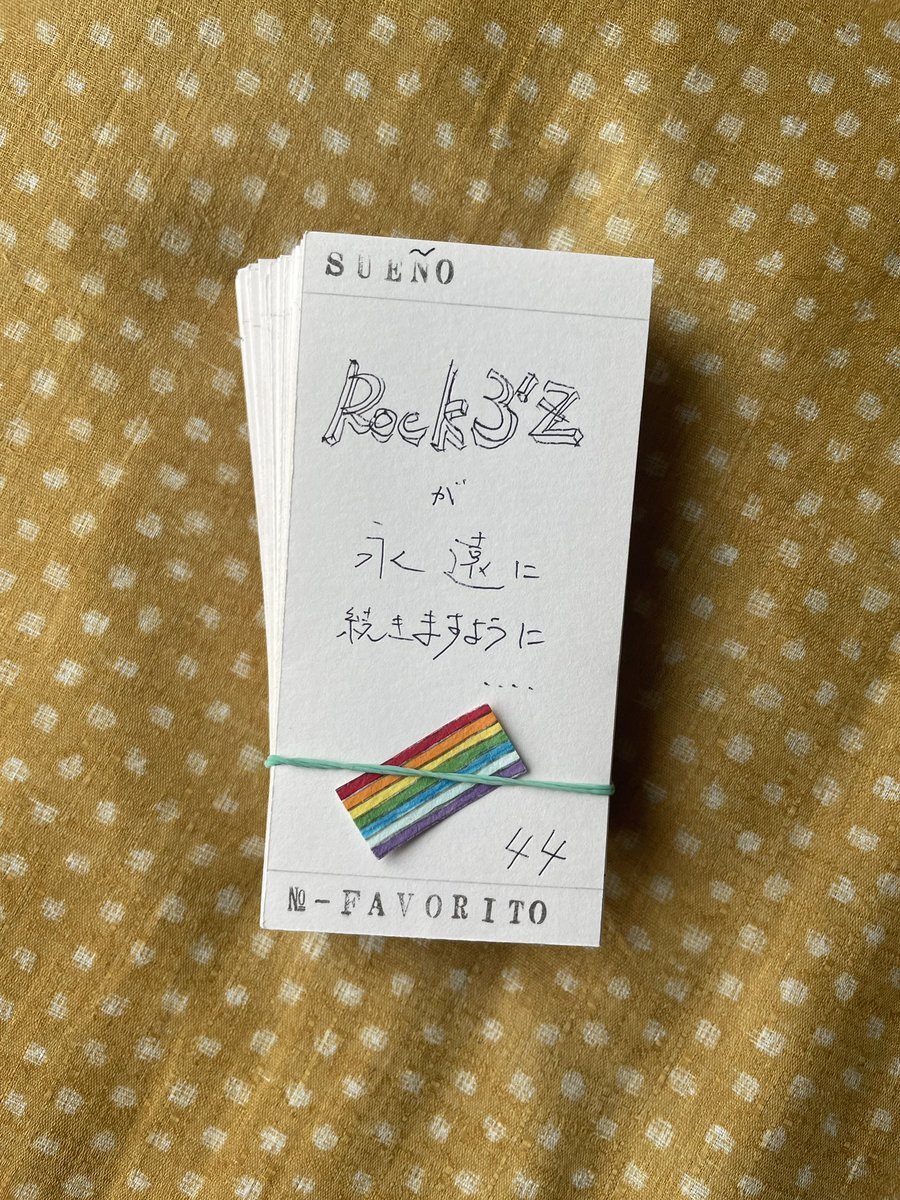 SUEÑO
Rock3'Z
が
永遠に
続きますように
....
44
№-FAVORITO